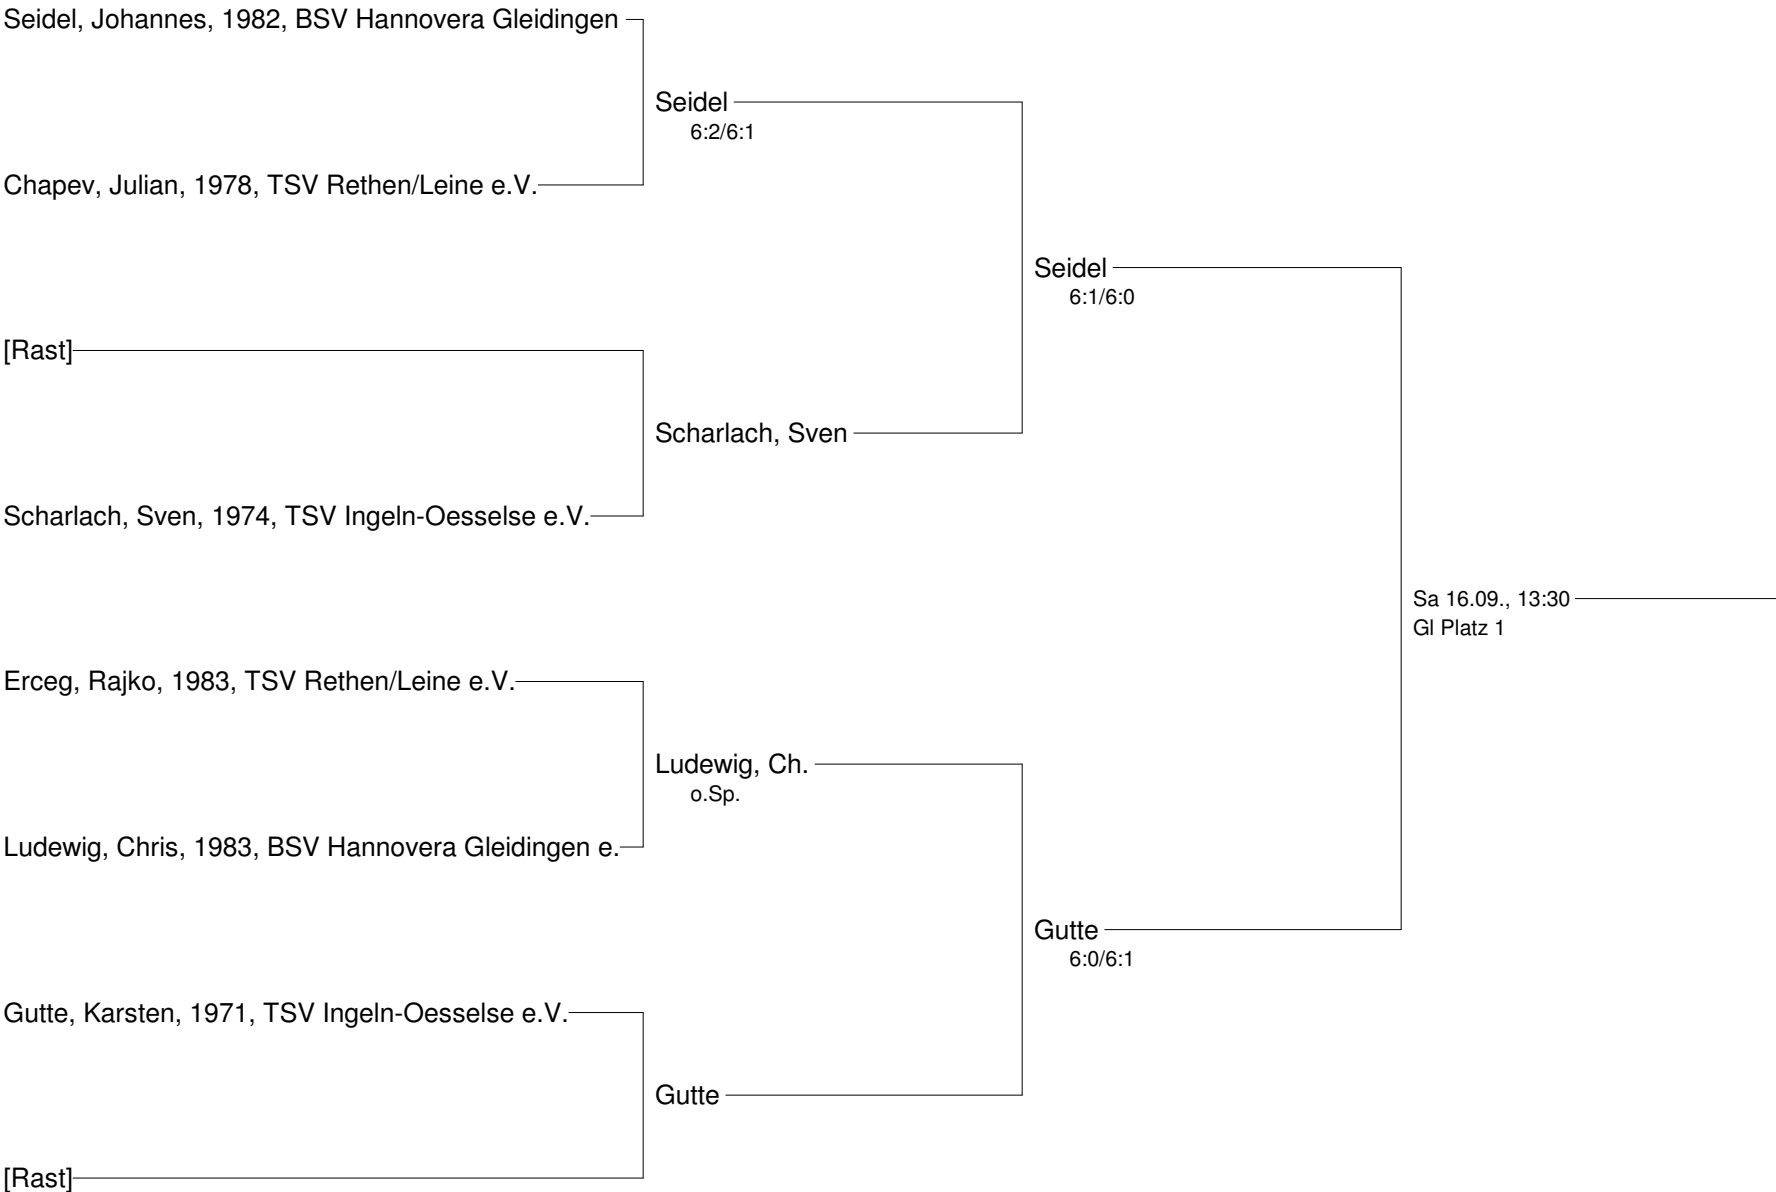 Seidel, Johannes, 1982, BSV Hannovera Gleidingen
Seidel
6:2/6:1
Chapev, Julian, 1978, TSV Rethen/Leine e.V.
Seidel
6:1/6:0
[Rast]
Scharlach, Sven
Scharlach, Sven, 1974, TSV Ingeln-Oesselse e.V.
Sa 16.09., 13:30
Gl Platz 1
Erceg, Rajko, 1983, TSV Rethen/Leine e.V.
Ludewig, Ch.
o.Sp.
Ludewig, Chris, 1983, BSV Hannovera Gleidingen e.
Gutte
6:0/6:1
Gutte, Karsten, 1971, TSV Ingeln-Oesselse e.V.
Gutte
[Rast]